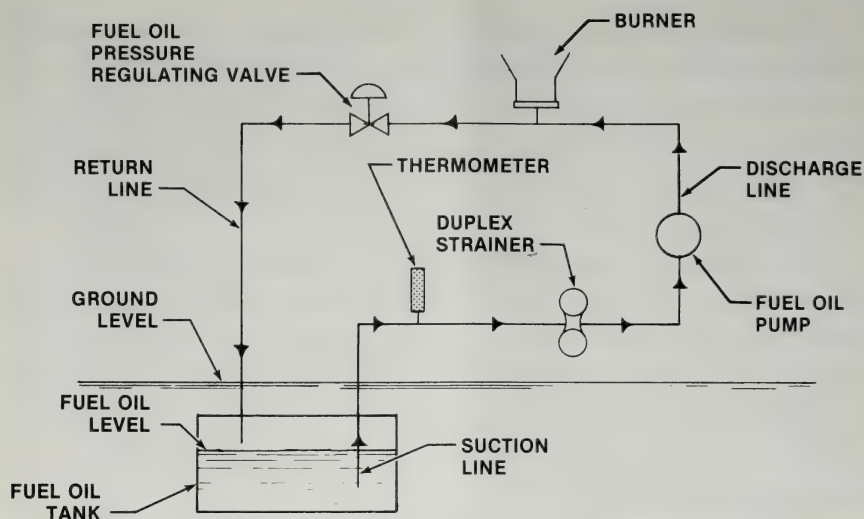 FUEL OIL
PRESSURE
REGULATING VALVE
BURNER
RETURN
LINE
THERMOMETER
DISCHARGE
LINE
DUPLEX
STRAINER
GROUND
LEVEL
FUEL OIL
PUMP
FUEL OIL
LEVEL
SUCTION
LINE
FUEL OIL
TANK